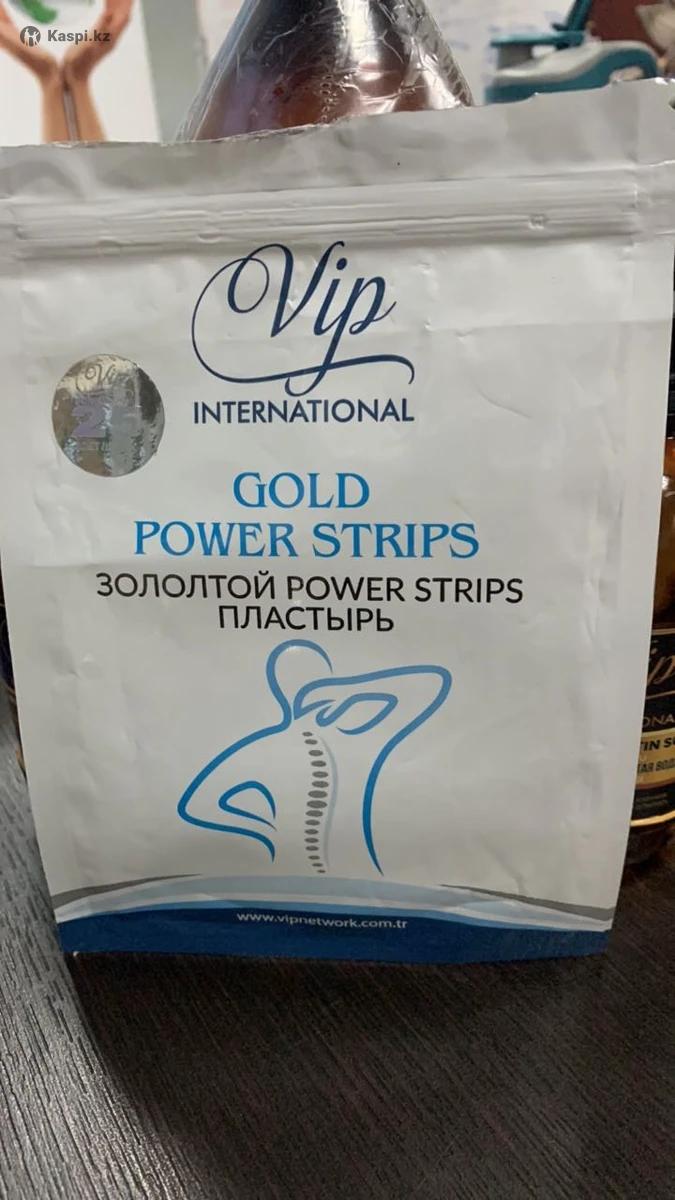 Kaspi.kz
Vip
INTERNATIONAL
GOLD
POWER STRIPS
ЗОЛОЛТОЙ POWER STRIPS
ПЛАСТЫРЬ
www.vipnetwork.com.tr